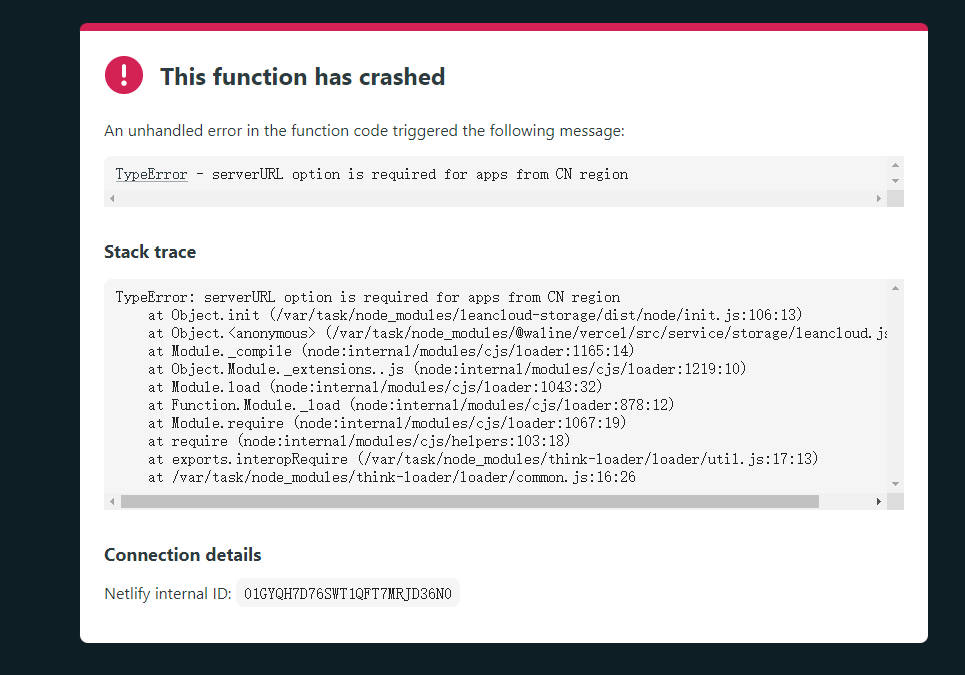 This function has crashed
An unhandled error in the function code triggered the following message:
TypeError - serverURL option is required for apps from CN region
Stack trace
TypeError: serverURL option is required for apps from CN region
at Object.init (/var/task/node_modules/leancloud-storage/dist/node/init.js:106:13)
at Object.<anonymous> (/var/task/node_modules/@waline/vercel/src/service/storage/leancloud.js
at Module._compile (node:internal/modules/cjs/loader:1165:14)
at Object.Module._extensions..js (node:internal/modules/cjs/loader:1219:10)
at Module.load (node:internal/modules/cjs/loader:1043:32)
at Function.Module._load (node:internal/modules/cjs/loader:878:12)
at Module.require (node:internal/modules/cjs/loader:1067:19)
at require (node:internal/modules/cjs/helpers:103:18)
at exports.interopRequire (/var/task/node_modules/think-loader/loader/util.js:17:13)
at /var/task/node_modules/think-loader/loader/common.js:16:26
Connection details
Netlify internal ID: 01GYQH7D76SWT1QFT7MRJD36N0